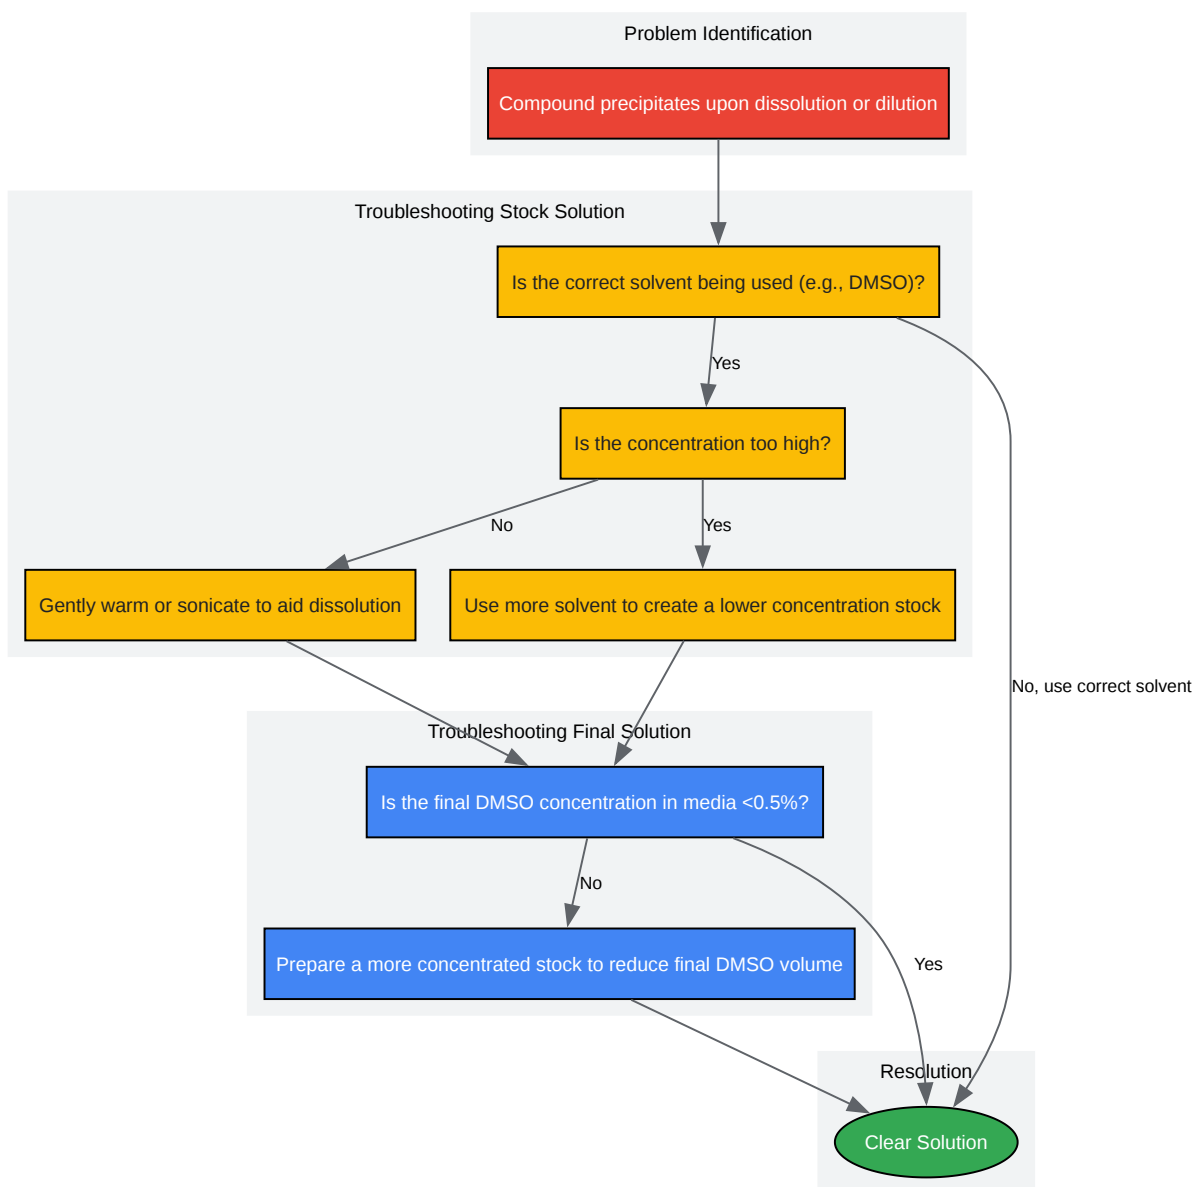 Problem Identification
Compound precipitates upon dissolution or dilution
Troubleshooting Stock Solution
Is the correct solvent being used (e.g., DMSO)?
Yes
Is the concentration too high?
No
Yes
Gently warm or sonicate to aid dissolution
Use more solvent to create a lower concentration stock
No, use correct solvent
Troubleshooting Final Solution
Is the final DMSO concentration in media <0.5%?
No
Yes
Prepare a more concentrated stock to reduce final DMSO volume
Resolution
Clear Solution